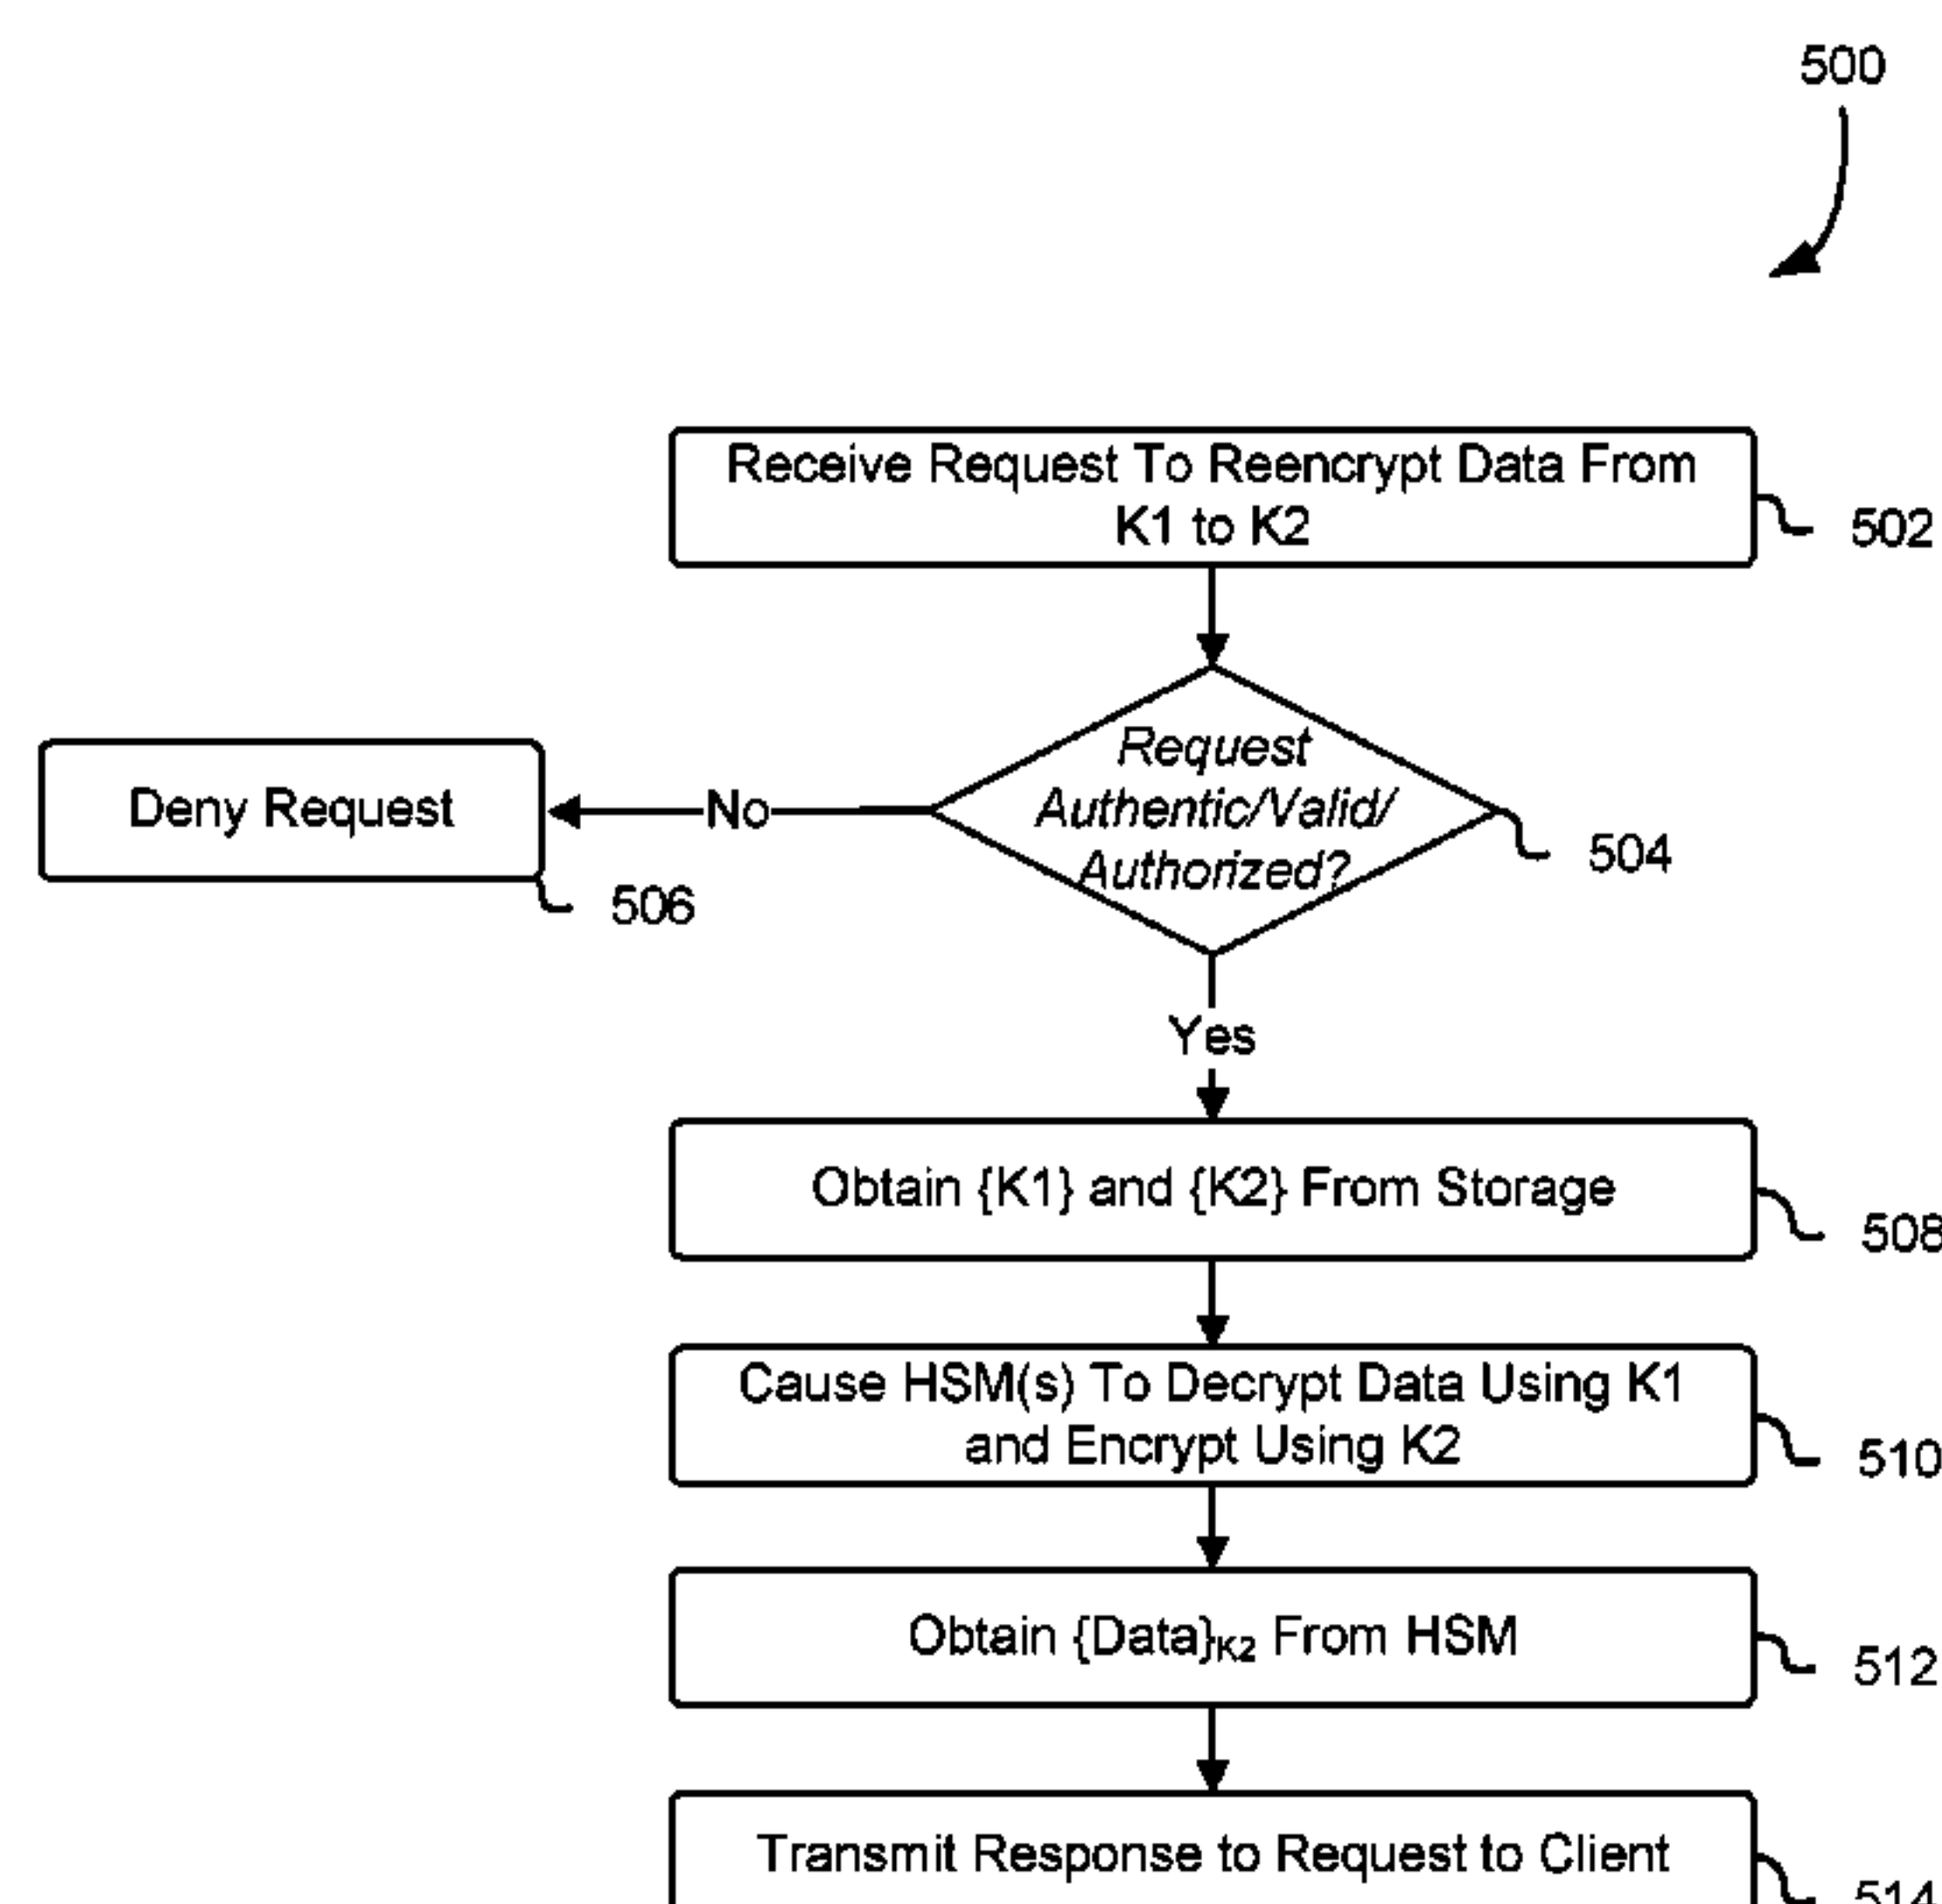 500
Receive Request To Reencrypt Data From
K1 to K2
502
Request
Authentic/Valid/
Authorized?
504
No
Deny Request
506
Yes
Obtain {K1} and {K2} From Storage
508
Cause HSM(s) To Decrypt Data Using K1
and Encrypt Using K2
510
Obtain {Data}K2 From HSM
512
Transmit Response to Request to Client
514